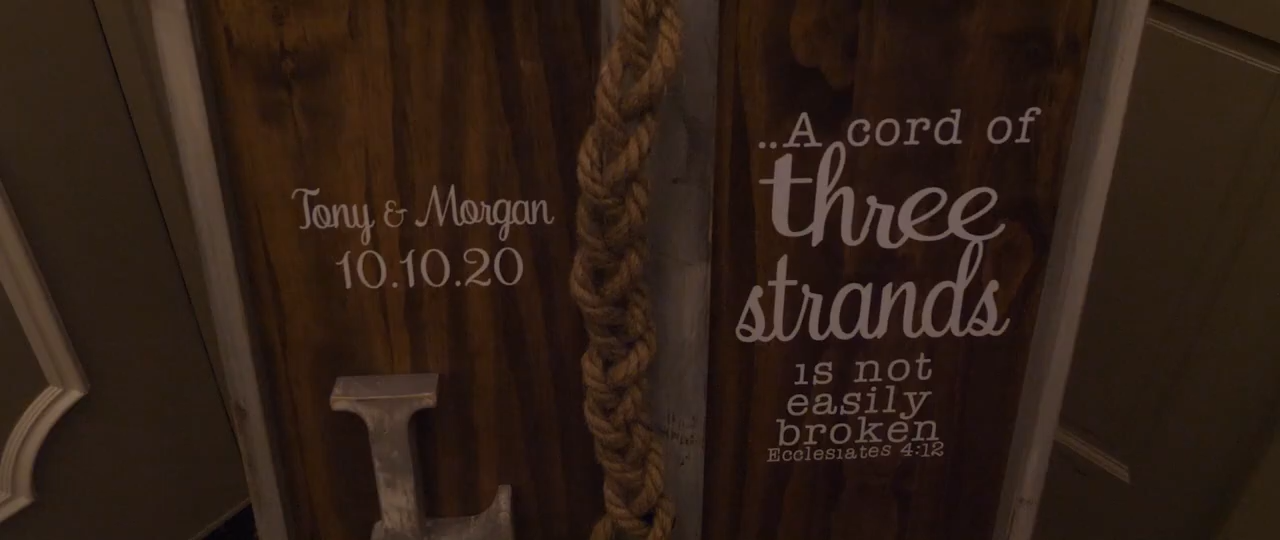 Tony & Morgan
10.10.20
L
..A cord of
three
strands
is not
easily
broken
Ecclesiates 4:12